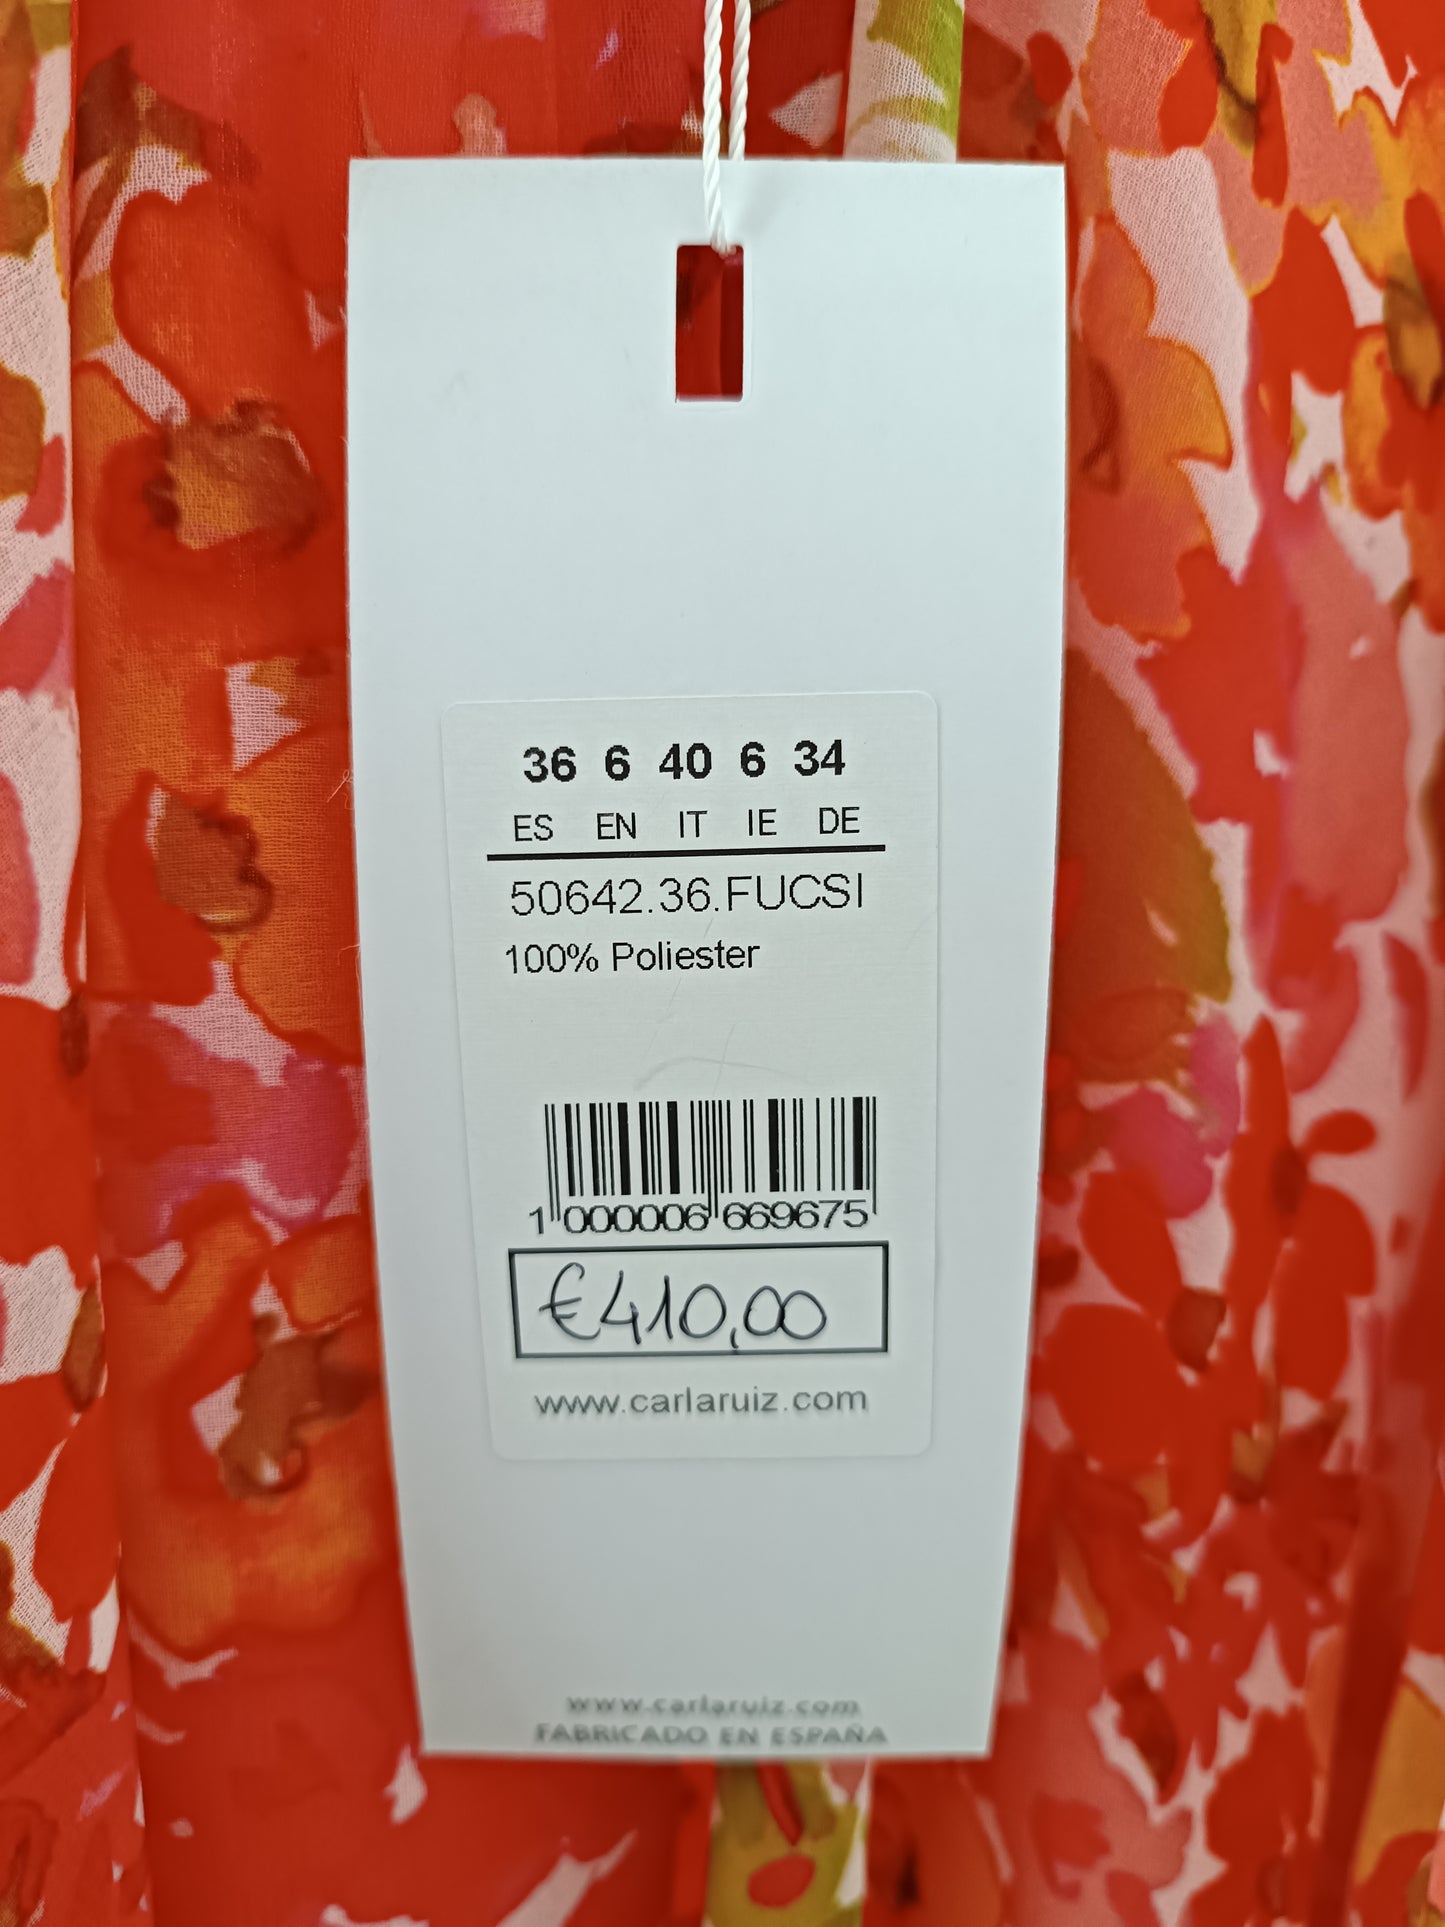 36 6 40 6 34
ES EN IT IE DE
50642.36.FUCSI
100% Poliester
1 000006 669675
€410,00
www.carlaruiz.com
www.carlaruiz.com
FABRICADO EN ESPAÑA